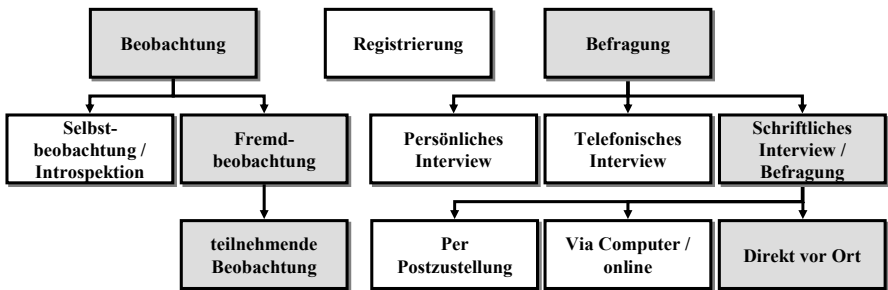 Beobachtung
Registrierung
Befragung
Selbst-
beobachtung /
Introspektion
Fremd-
beobachtung
Persönliches
Interview
Telefonisches
Interview
Schriftliches
Interview /
Befragung
teilnehmende
Beobachtung
Per
Postzustellung
Via Computer /
online
Direkt vor Ort